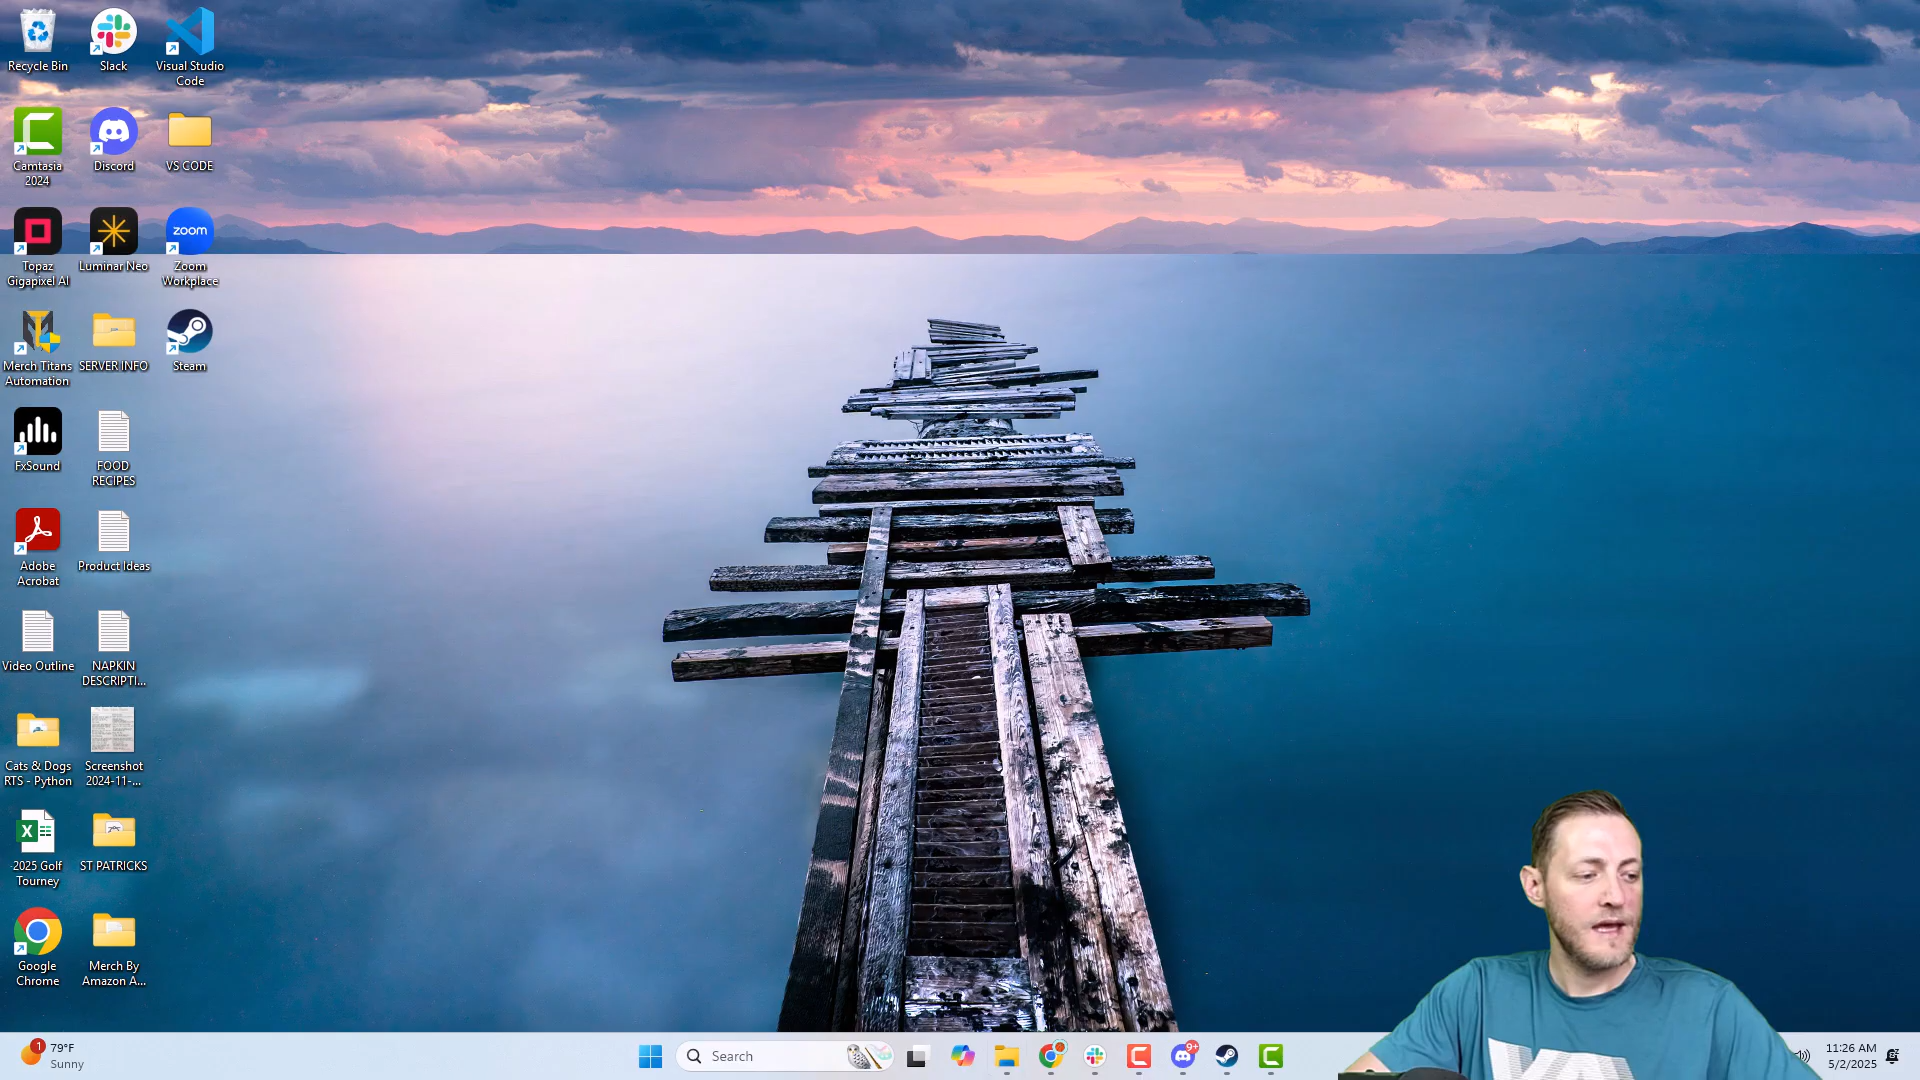 Recycle Bin
Slack
Visual Studio
Code
Camtasia
2024
Discord
VS CODE
Topaz
Gigapixel AI
Luminar Neo
zoom
Zoom
Workplace
Merch Titans
Automation
SERVER INFO
Steam
FxSound
FOOD
RECIPES
Adobe
Acrobat
Product Ideas
Video Outline
NAPKIN
DESCRIPTI...
Cats & Dogs
RTS - Python
Screenshot
2024-11-...
2025 Golf
Tourney
ST PATRICKS
Google
Chrome
Merch By
Amazon A...
1
79°F
Sunny
Search
9+
11:26 AM
5/2/2025